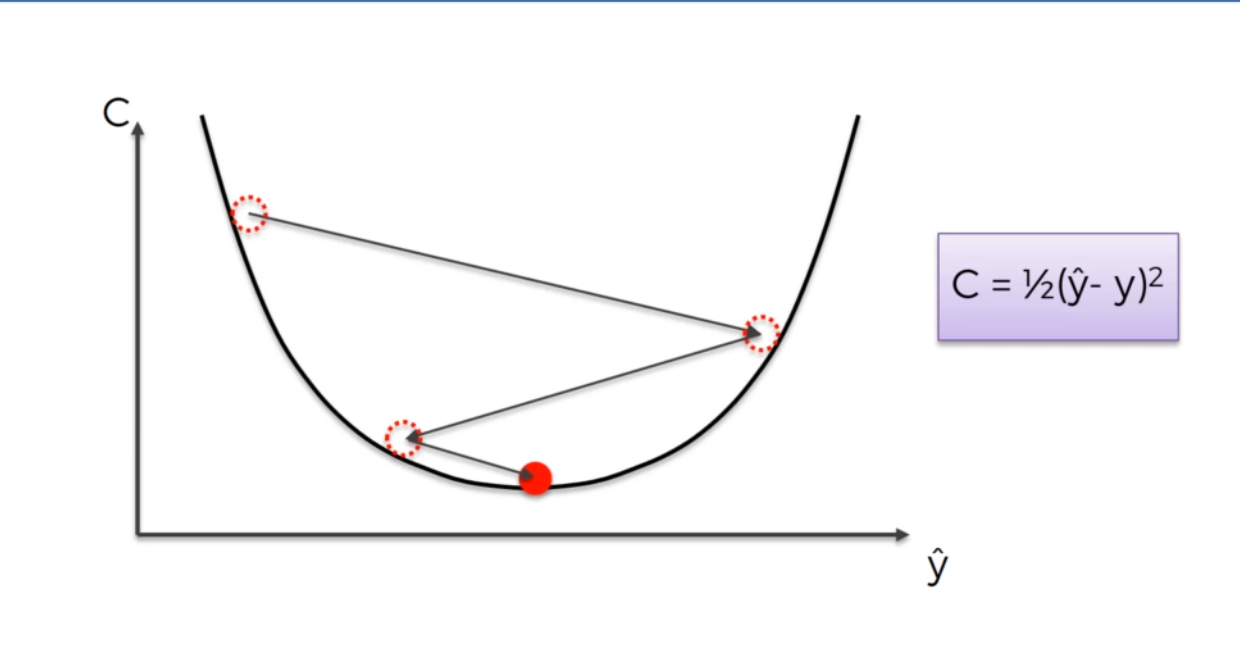 C
C = ½(ŷ- y)²
ŷ